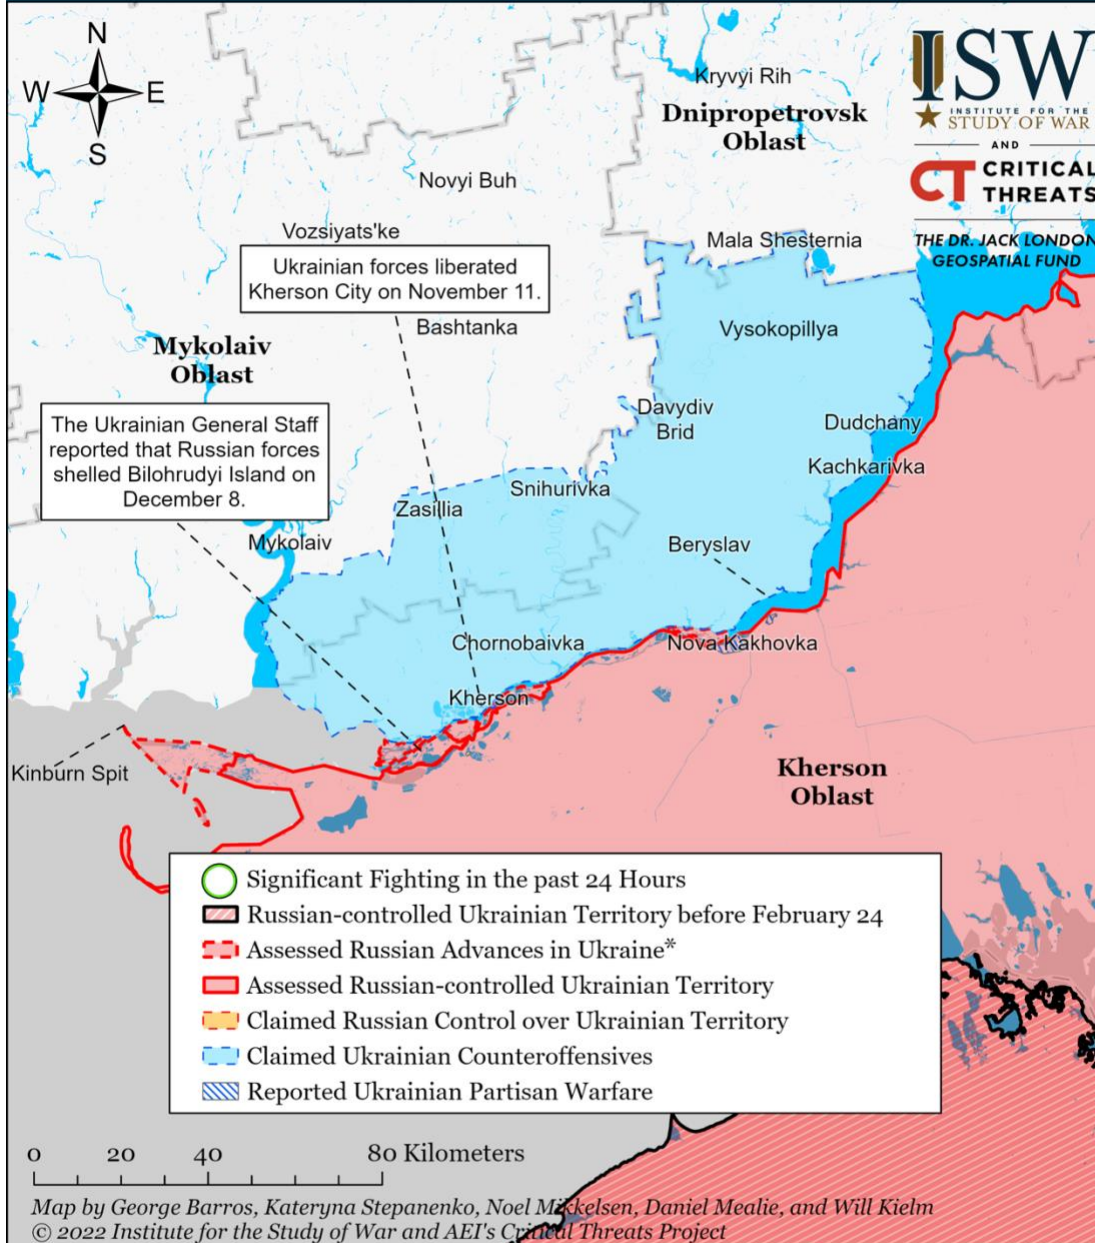 N
W
E
S
ISW
INSTITUTE FOR THE
STUDY OF WAR
AND
CT CRITICAL
THREATS
THE DR. JACK LONDON
GEOSPATIAL FUND
Kryvyi Rih
Dnipropetrovsk
Oblast
Novyi Buh
Vozsiyats'ke
Mala Shesternia
Ukrainian forces liberated
Kherson City on November 11.
Bashtanka
Vysokopillya
Mykolaiv
Oblast
The Ukrainian General Staff
reported that Russian forces
shelled Bilohrudyi Island on
December 8.
Davydiv
Brid
Dudchany
Kachkarivka
Snihurivka
Zasillia
Mykolaiv
Beryslav
Chornobaivka
Nova Kakhovka
Kherson
Kinburn Spit
Kherson
Oblast
Significant Fighting in the past 24 Hours
Russian-controlled Ukrainian Territory before February 24
Assessed Russian Advances in Ukraine*
Assessed Russian-controlled Ukrainian Territory
Claimed Russian Control over Ukrainian Territory
Claimed Ukrainian Counteroffensives
Reported Ukrainian Partisan Warfare
0 20 40 80 Kilometers
Map by George Barros, Kateryna Stepanenko, Noel Mikkelsen, Daniel Mealie, and Will Kielm
© 2022 Institute for the Study of War and AEI's Critical Threats Project